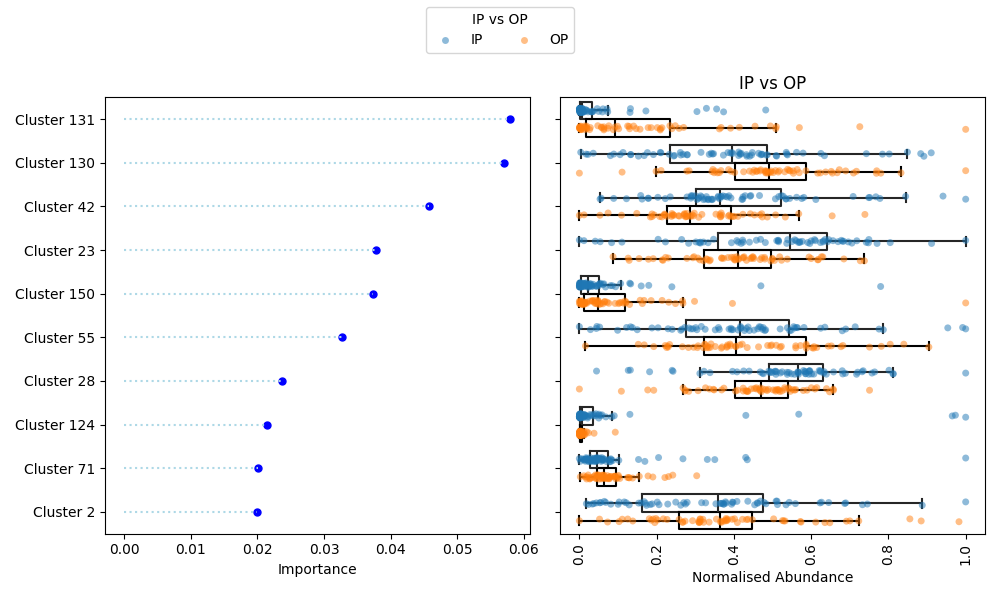 IP vs OP
IP OP
IP vs OP
Cluster 131
Cluster 130
Cluster 42
Cluster 23
Cluster 150
Cluster 55
Cluster 28
Cluster 124
Cluster 71
Cluster 2
0.00 0.01 0.02 0.03 0.04 0.05 0.06
Importance
0.0 0.2 0.4 0.6 0.8 1.0
Normalised Abundance